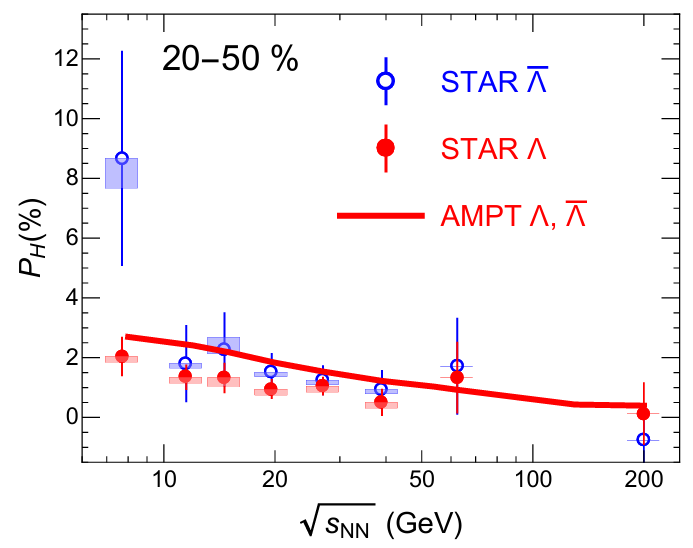 20–50 %
STAR Λ̅
STAR Λ
AMPT Λ, Λ̅
P_H(%)
12
10
8
6
4
2
0
10 20 50 100 200
√s_NN (GeV)